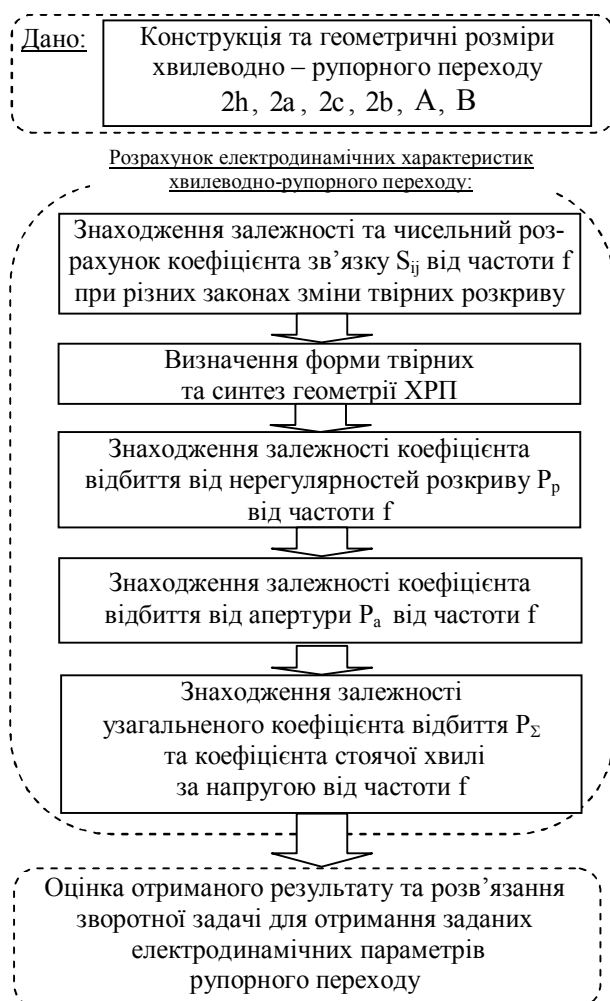 Дано:
Конструкція та геометричні розміри
хвилеводно – рупорного переходу
2h, 2a, 2c, 2b, A, B
Розрахунок електродинамічних характеристик
хвилеводно-рупорного переходу:
Знаходження залежності та чисельний роз-
рахунок коефіцієнта зв’язку Sij від частоти f
при різних законах зміни твірних розкриву
Визначення форми твірних
та синтез геометрії ХРП
Знаходження залежності коефіцієнта
відбиття від нерегулярностей розкриву Pр
від частоти f
Знаходження залежності коефіцієнта
відбиття від апертури Pа від частоти f
Знаходження залежності
узагальненого коефіцієнта відбиття PΣ
та коефіцієнта стоячої хвилі
за напругою від частоти f
Оцінка отриманого результату та розв’язання
зворотної задачі для отримання заданих
електродинамічних параметрів
рупорного переходу